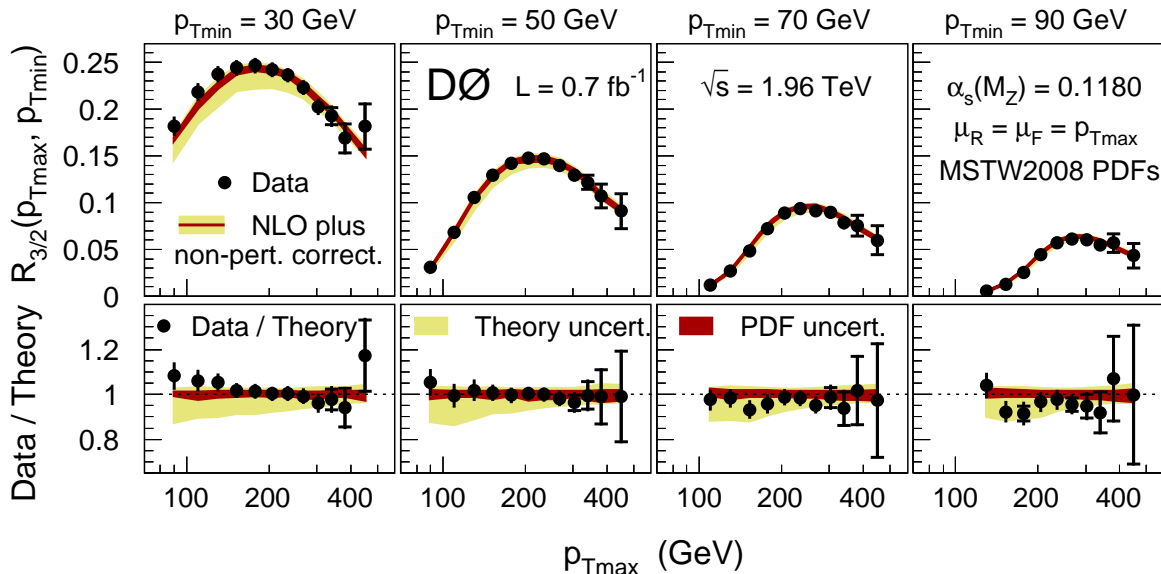 p_Tmin = 30 GeV p_Tmin = 50 GeV p_Tmin = 70 GeV p_Tmin = 90 GeV
R_3/2(p_Tmax, p_Tmin)
0.25
0.2
0.15
0.1
0.05
0
Data
NLO plus
non-pert. correct.
DØ L = 0.7 fb^-1
√s = 1.96 TeV
α_s(M_Z) = 0.1180
μ_R = μ_F = p_Tmax
MSTW2008 PDFs
Data / Theory
1.2
1
0.8
Data / Theory
Theory uncert.
PDF uncert.
100 200 400 100 200 400 100 200 400 100 200 400
p_Tmax (GeV)